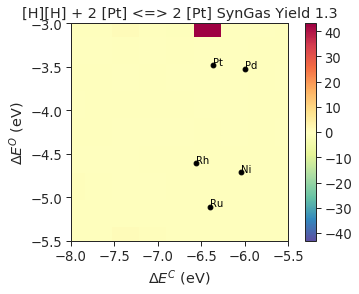 [H][H] + 2 [Pt] <=> 2 [Pt] SynGas Yield 1.3
−3.0
−3.5
−4.0
−4.5
−5.0
−5.5
ΔE^O (eV)
Pt
Pd
Rh
Ni
Ru
−8.0 −7.5 −7.0 −6.5 −6.0 −5.5
ΔE^C (eV)
40
30
20
10
0
−10
−20
−30
−40